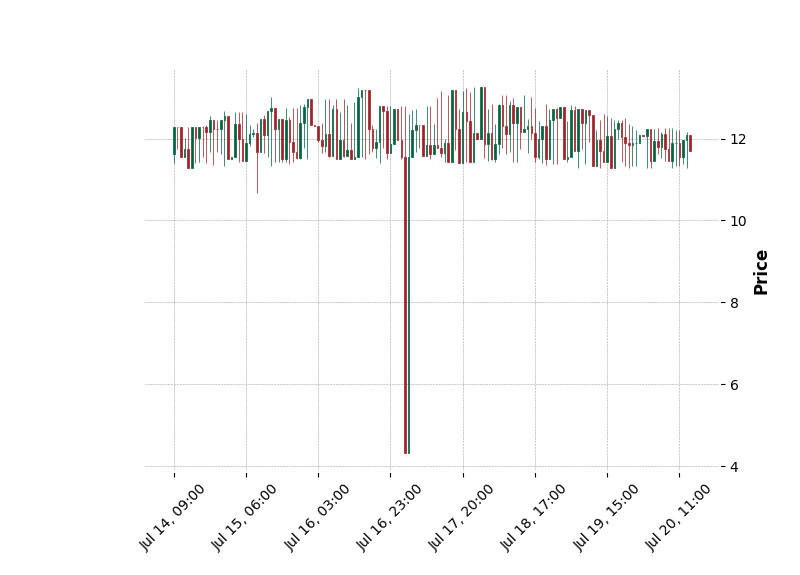 12
10
8
6
4
Price
Jul 14, 09:00
Jul 15, 06:00
Jul 16, 03:00
Jul 16, 23:00
Jul 17, 20:00
Jul 18, 17:00
Jul 19, 15:00
Jul 20, 11:00